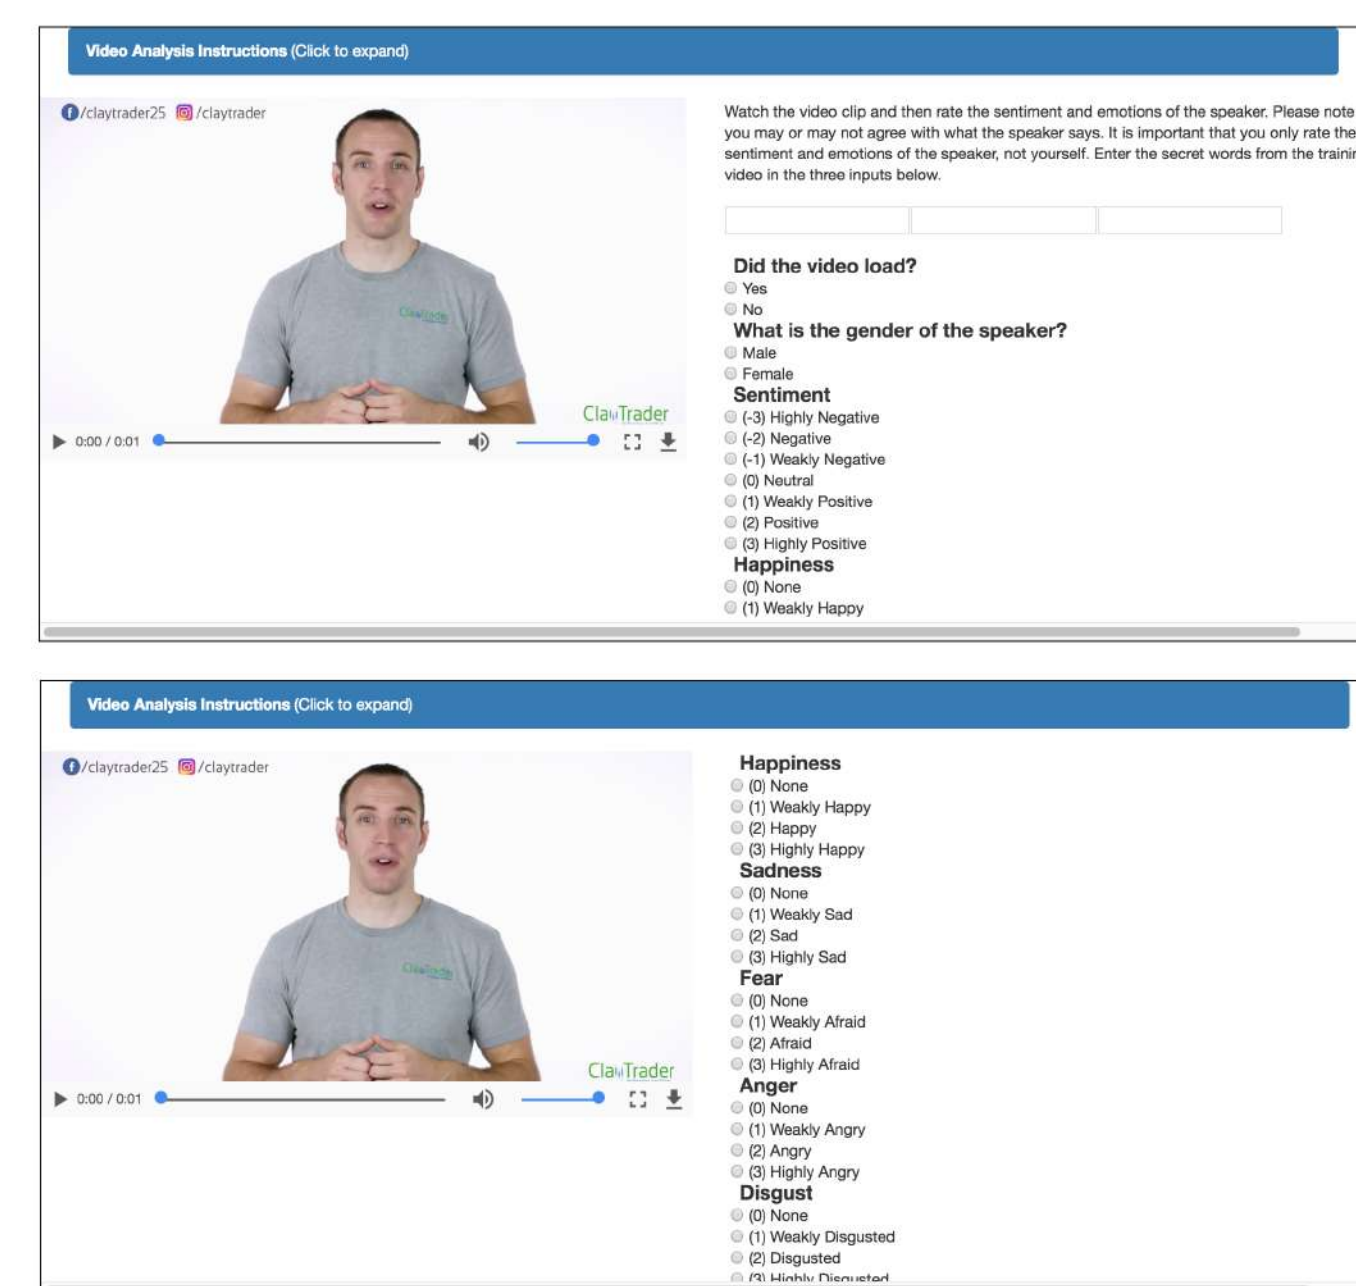 Video Analysis Instructions (Click to expand)
/claytrader25 /claytrader
ClayTrader
ClayTrader
0:00 / 0:01
Watch the video clip and then rate the sentiment and emotions of the speaker. Please note
you may or may not agree with what the speaker says. It is important that you only rate the
sentiment and emotions of the speaker, not yourself. Enter the secret words from the
video in the three inputs below.
Did the video load?
Yes
No
What is the gender of the speaker?
Male
Female
Sentiment
(-3) Highly Negative
(-2) Negative
(-1) Weakly Negative
(0) Neutral
(1) Weakly Positive
(2) Positive
(3) Highly Positive
Happiness
(0) None
(1) Weakly Happy
Video Analysis Instructions (Click to expand)
/claytrader25 /claytrader
ClayTrader
ClayTrader
0:00 / 0:01
Happiness
(0) None
(1) Weakly Happy
(2) Happy
(3) Highly Happy
Sadness
(0) None
(1) Weakly Sad
(2) Sad
(3) Highly Sad
Fear
(0) None
(1) Weakly Afraid
(2) Afraid
(3) Highly Afraid
Anger
(0) None
(1) Weakly Angry
(2) Angry
(3) Highly Angry
Disgust
(0) None
(1) Weakly Disgusted
(2) Disgusted
(3) Highly Disgusted